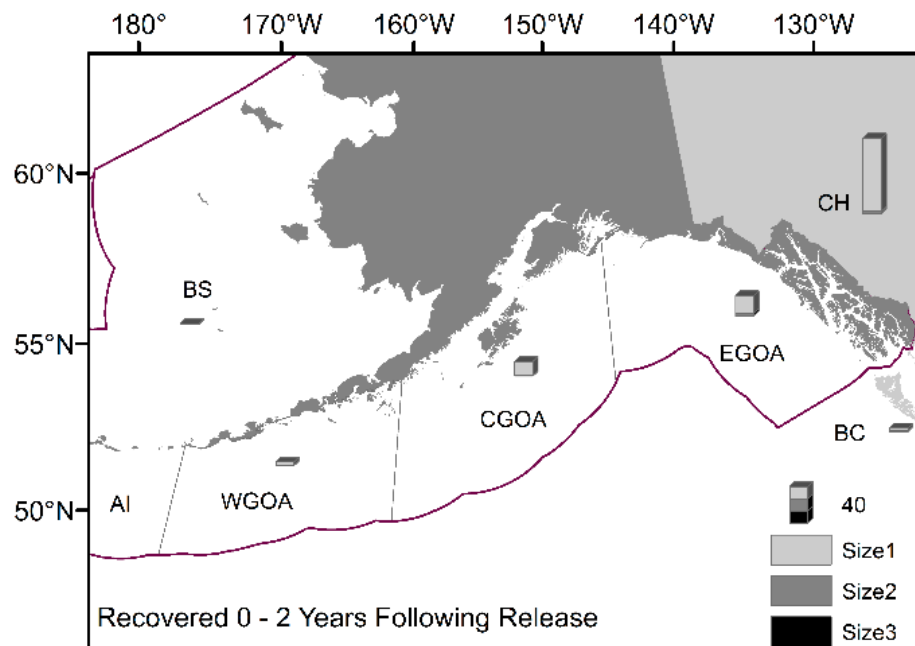 180° 170°W 160°W 150°W 140°W 130°W
60°N
CH
BS
55°N
EGOA
CGOA
BC
AI
WGOA
50°N
40
Size1
Size2
Recovered 0 - 2 Years Following Release
Size3